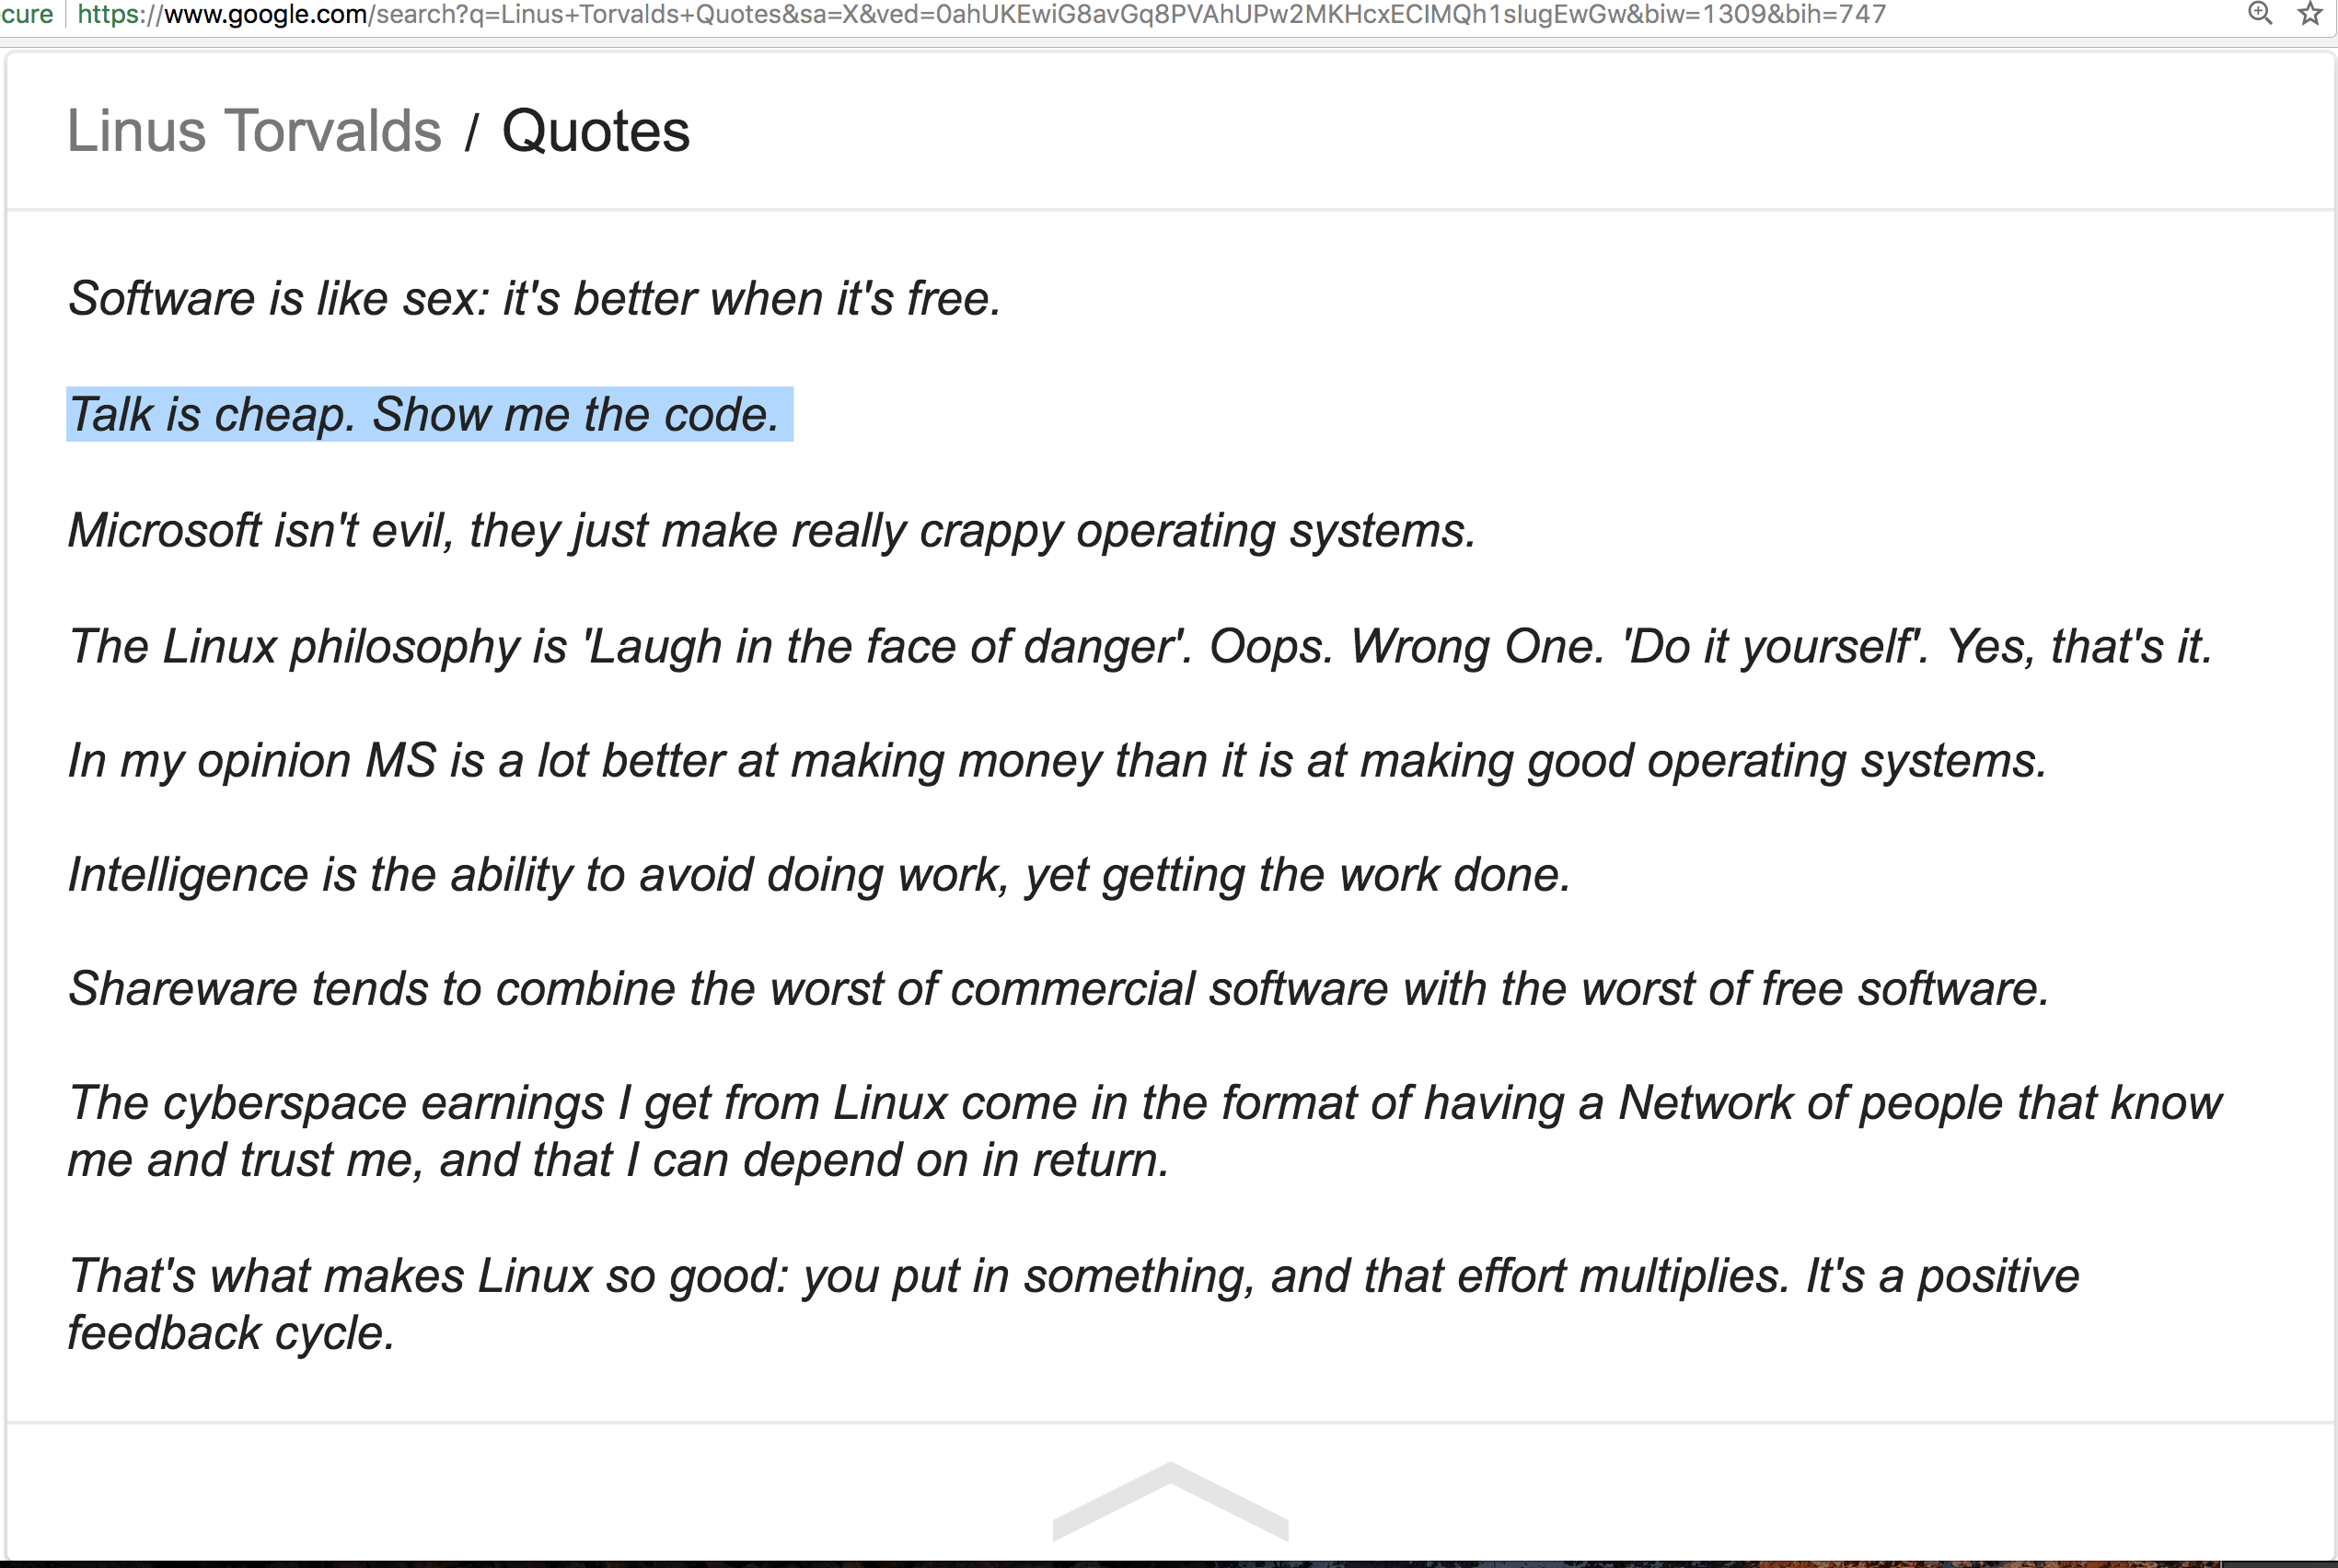 cure https://www.google.com/search?q=Linus+Torvalds+Quotes&sa=X&ved=0ahUKEwiG8avGq8PVAhUPw2MKHcxECIMQh1sIugEwGw&biw=1309&bih=747
Linus Torvalds / Quotes
Software is like sex: it's better when it's free.
Talk is cheap. Show me the code.
Microsoft isn't evil, they just make really crappy operating systems.
The Linux philosophy is 'Laugh in the face of danger'. Oops. Wrong One. 'Do it yourself'. Yes, that's it.
In my opinion MS is a lot better at making money than it is at making good operating systems.
Intelligence is the ability to avoid doing work, yet getting the work done.
Shareware tends to combine the worst of commercial software with the worst of free software.
The cyberspace earnings I get from Linux come in the format of having a Network of people that know
me and trust me, and that I can depend on in return.
That's what makes Linux so good: you put in something, and that effort multiplies. It's a positive
feedback cycle.